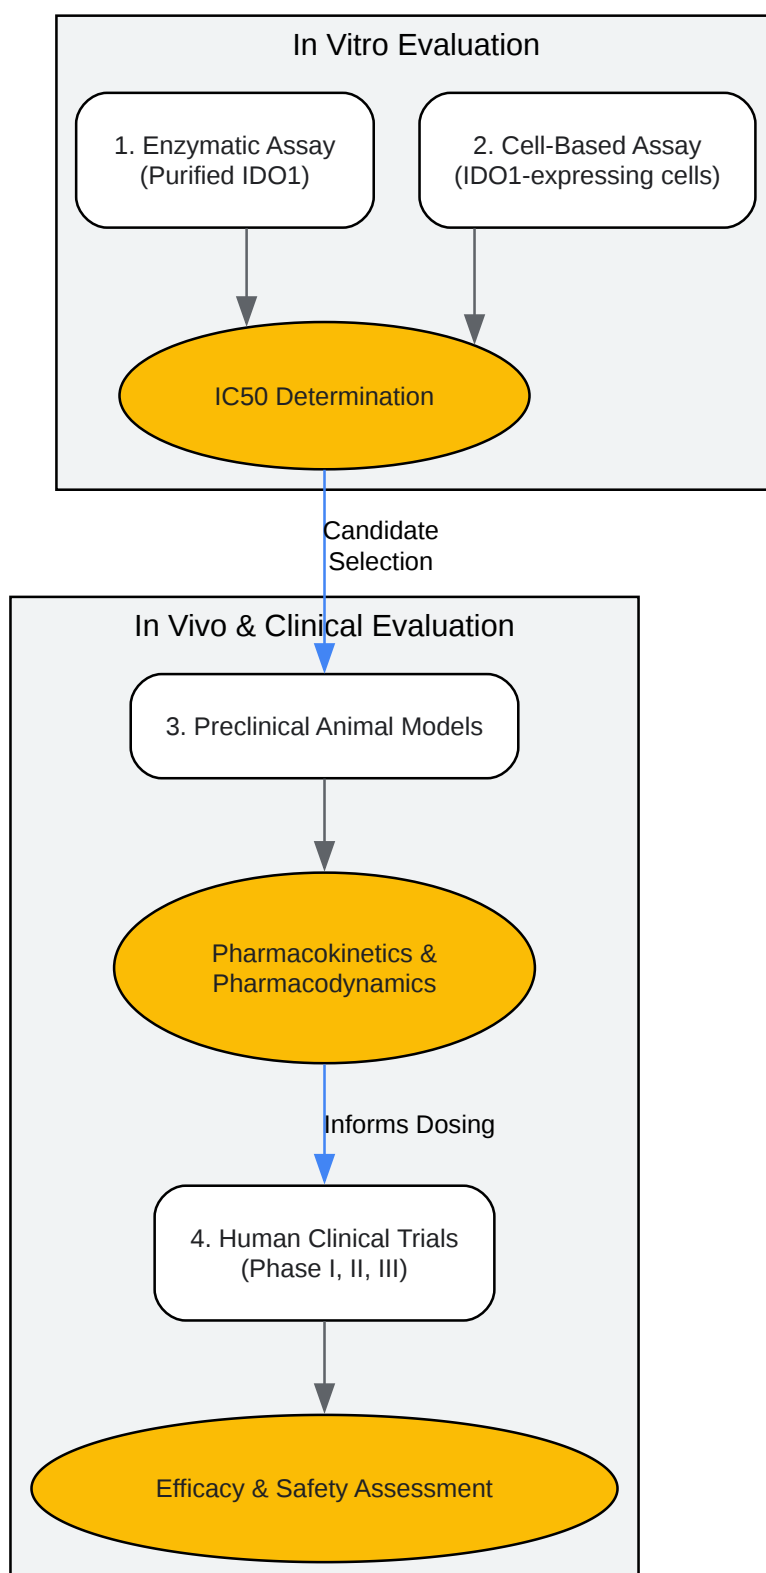 In Vitro Evaluation
1. Enzymatic Assay
(Purified IDO1)
2. Cell-Based Assay
(IDO1-expressing cells)
IC50 Determination
Candidate
Selection
In Vivo & Clinical Evaluation
3. Preclinical Animal Models
Pharmacokinetics &
Pharmacodynamics
Informs Dosing
4. Human Clinical Trials
(Phase I, II, III)
Efficacy & Safety Assessment